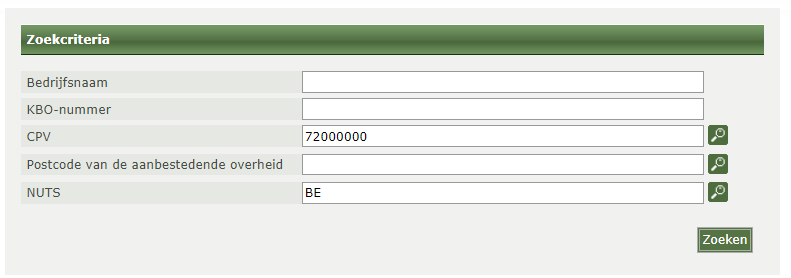 Zoekcriteria
Bedrijfsnaam
KBO-nummer
CPV 72000000
Postcode van de aanbestedende overheid
NUTS BE
Zoeken